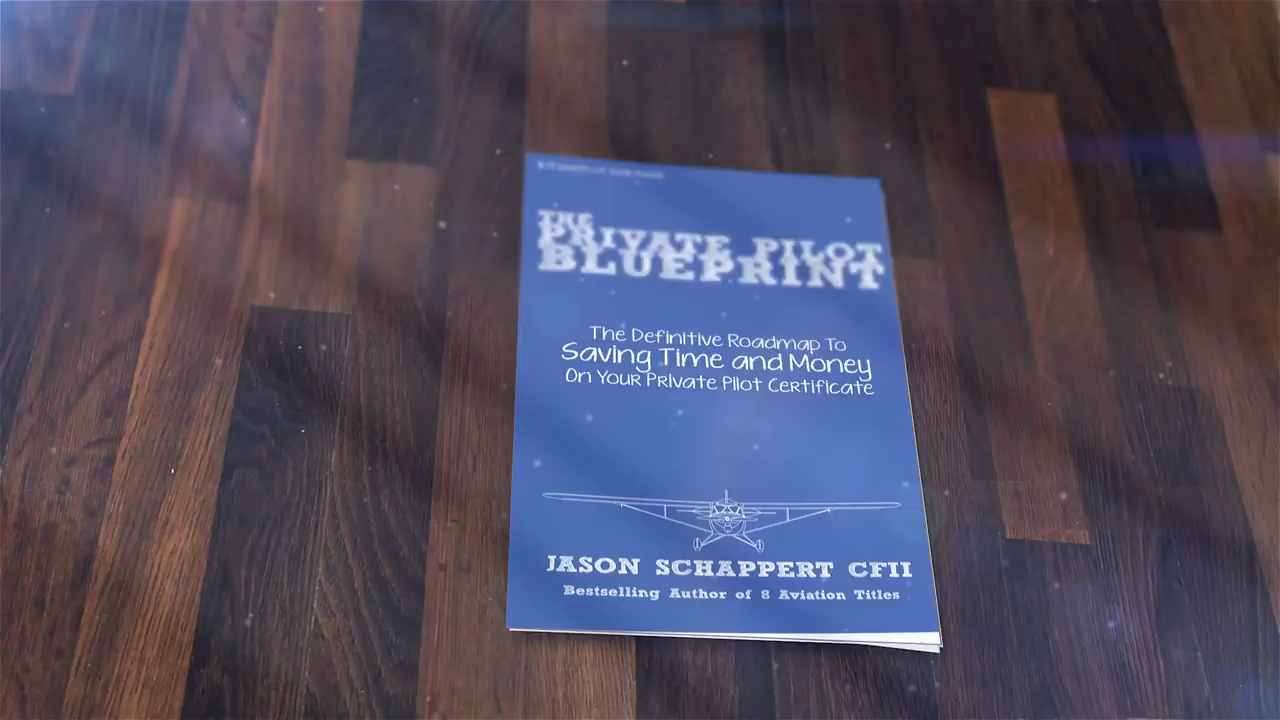 THE
PRIVATE PILOT
BLUEPRINT
The Definitive Roadmap To
Saving Time and Money
On Your Private Pilot Certificate
JASON SCHAPPERT CFII
Bestselling Author of 8 Aviation Titles